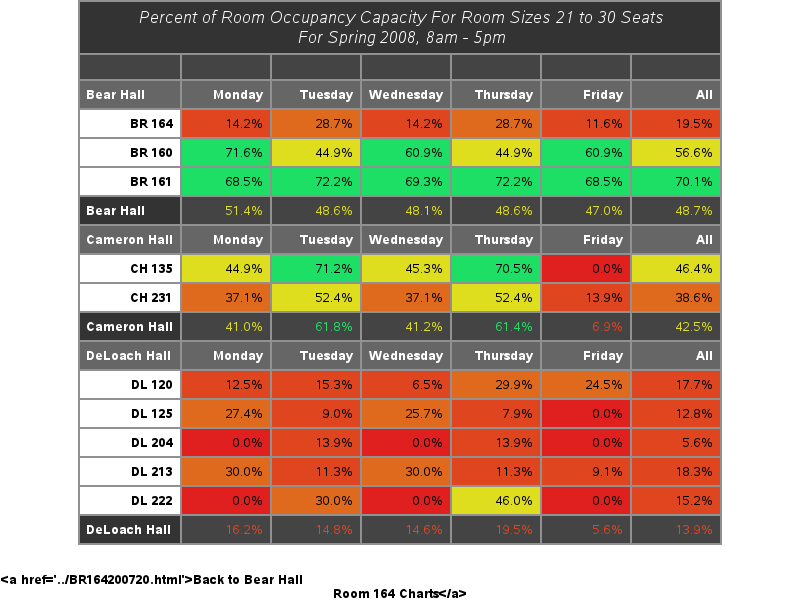 Percent of Room Occupancy Capacity For Room Sizes 21 to 30 Seats
For Spring 2008, 8am - 5pm
Bear Hall Monday Tuesday Wednesday Thursday Friday All
BR 164 14.2% 28.7% 14.2% 28.7% 11.6% 19.5%
BR 160 71.6% 44.9% 60.9% 44.9% 60.9% 56.6%
BR 161 68.5% 72.2% 69.3% 72.2% 68.5% 70.1%
Bear Hall 51.4% 48.6% 48.1% 48.6% 47.0% 48.7%
Cameron Hall Monday Tuesday Wednesday Thursday Friday All
CH 135 44.9% 71.2% 45.3% 70.5% 0.0% 46.4%
CH 231 37.1% 52.4% 37.1% 52.4% 13.9% 38.6%
Cameron Hall 41.0% 61.8% 41.2% 61.4% 6.9% 42.5%
DeLoach Hall Monday Tuesday Wednesday Thursday Friday All
DL 120 12.5% 15.3% 6.5% 29.9% 24.5% 17.7%
DL 125 27.4% 9.0% 25.7% 7.9% 0.0% 12.8%
DL 204 0.0% 13.9% 0.0% 13.9% 0.0% 5.6%
DL 213 30.0% 11.3% 30.0% 11.3% 9.1% 18.3%
DL 222 0.0% 30.0% 0.0% 46.0% 0.0% 15.2%
DeLoach Hall 16.2% 14.8% 14.6% 19.5% 5.6% 13.9%
&lt;a href='../BR164200720.html'&gt;Back to Bear Hall
Room 164 Charts&lt;/a&gt;